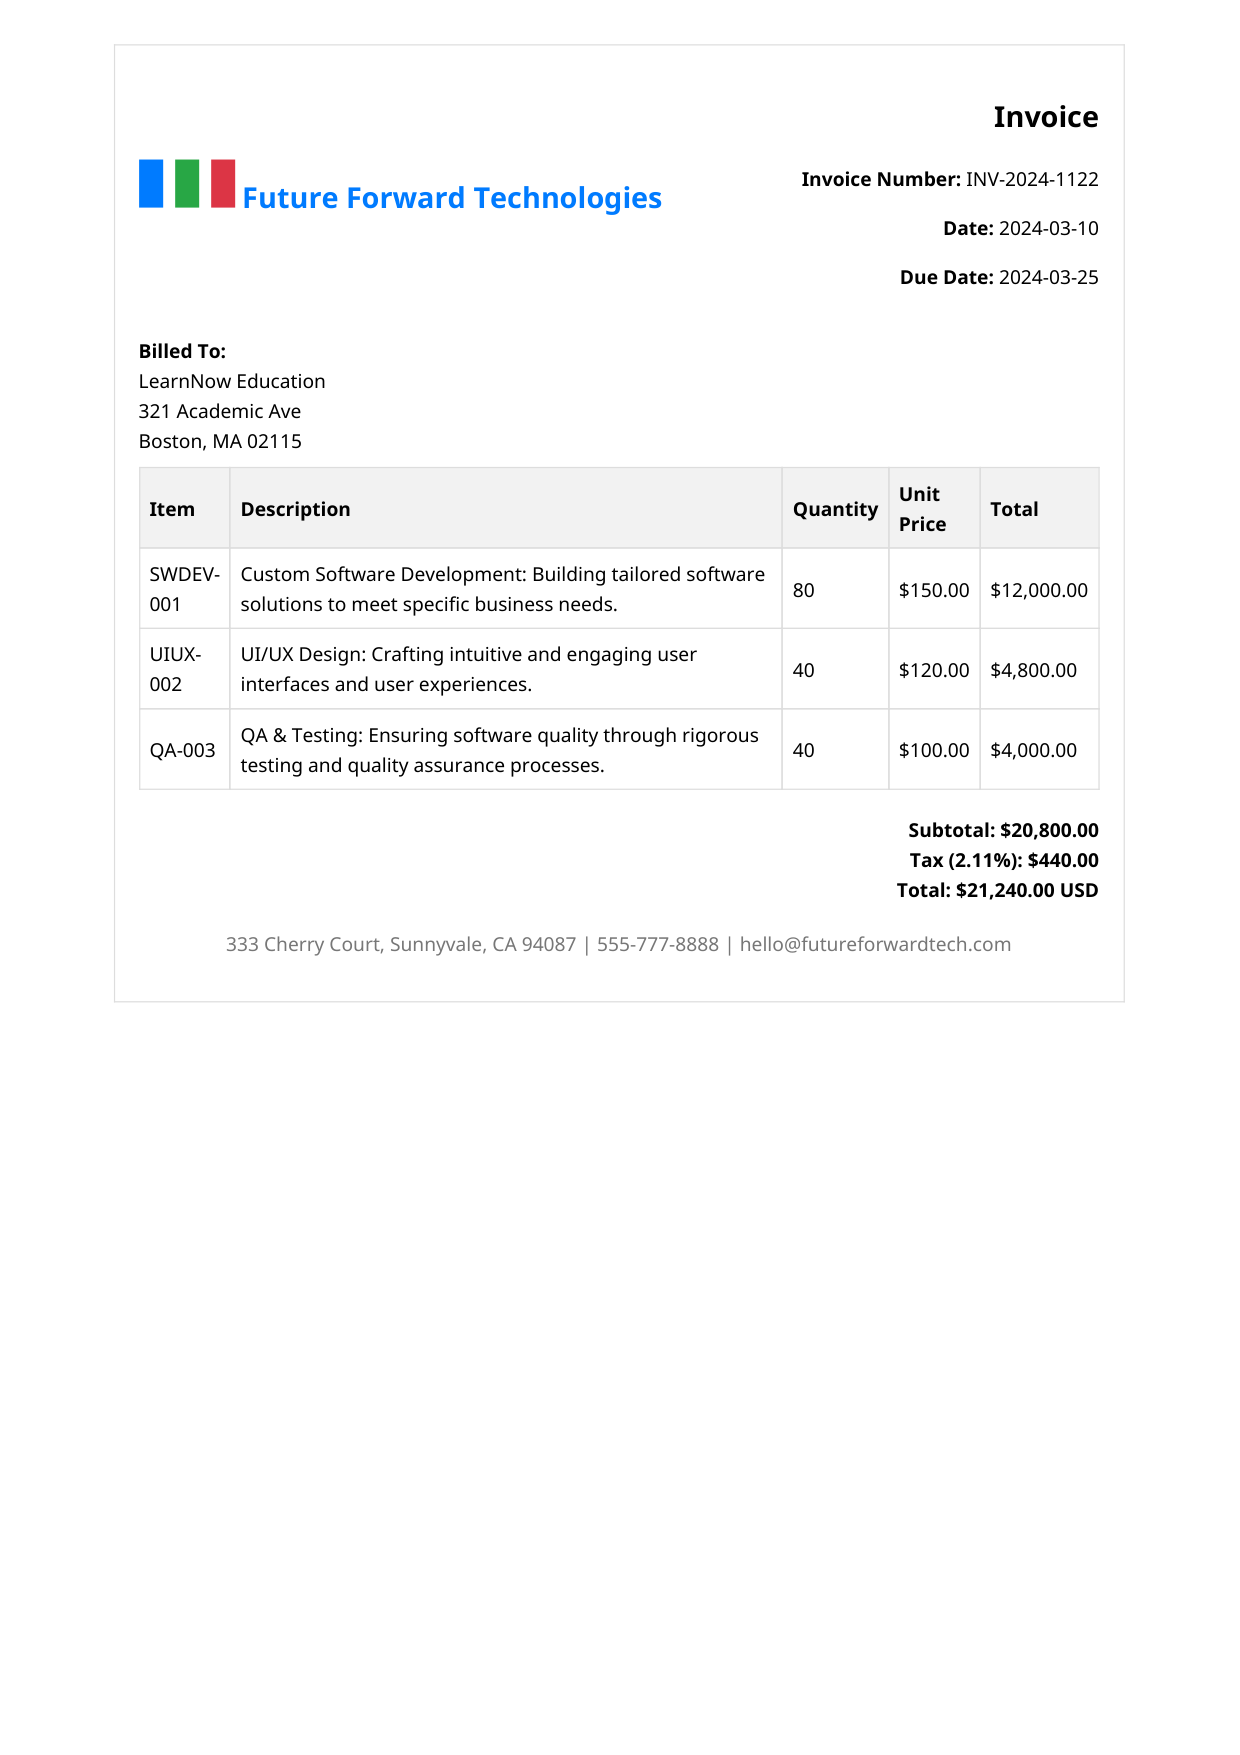 Invoice
Future Forward Technologies
Invoice Number: INV-2024-1122
Date: 2024-03-10
Due Date: 2024-03-25
Billed To:
LearnNow Education
321 Academic Ave
Boston, MA 02115
Item Description Quantity Unit Price Total
SWDEV-001 Custom Software Development: Building tailored software solutions to meet specific business needs. 80 $150.00 $12,000.00
UIUX-002 UI/UX Design: Crafting intuitive and engaging user interfaces and user experiences. 40 $120.00 $4,800.00
QA-003 QA & Testing: Ensuring software quality through rigorous testing and quality assurance processes. 40 $100.00 $4,000.00
Subtotal: $20,800.00
Tax (2.11%): $440.00
Total: $21,240.00 USD
333 Cherry Court, Sunnyvale, CA 94087 | 555-777-8888 | hello@futureforwardtech.com